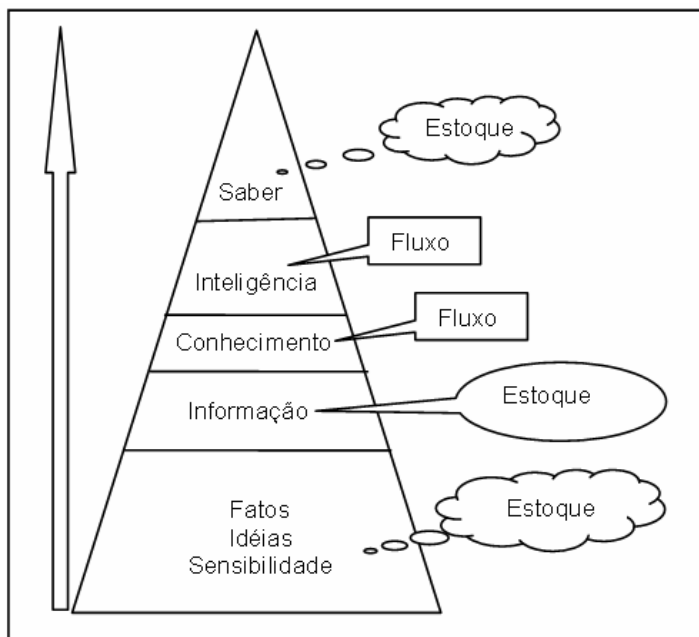 Estoque
Saber
Fluxo
Inteligência
Fluxo
Conhecimento
Estoque
Informação
Fatos
Idéias
Sensibilidade
Estoque